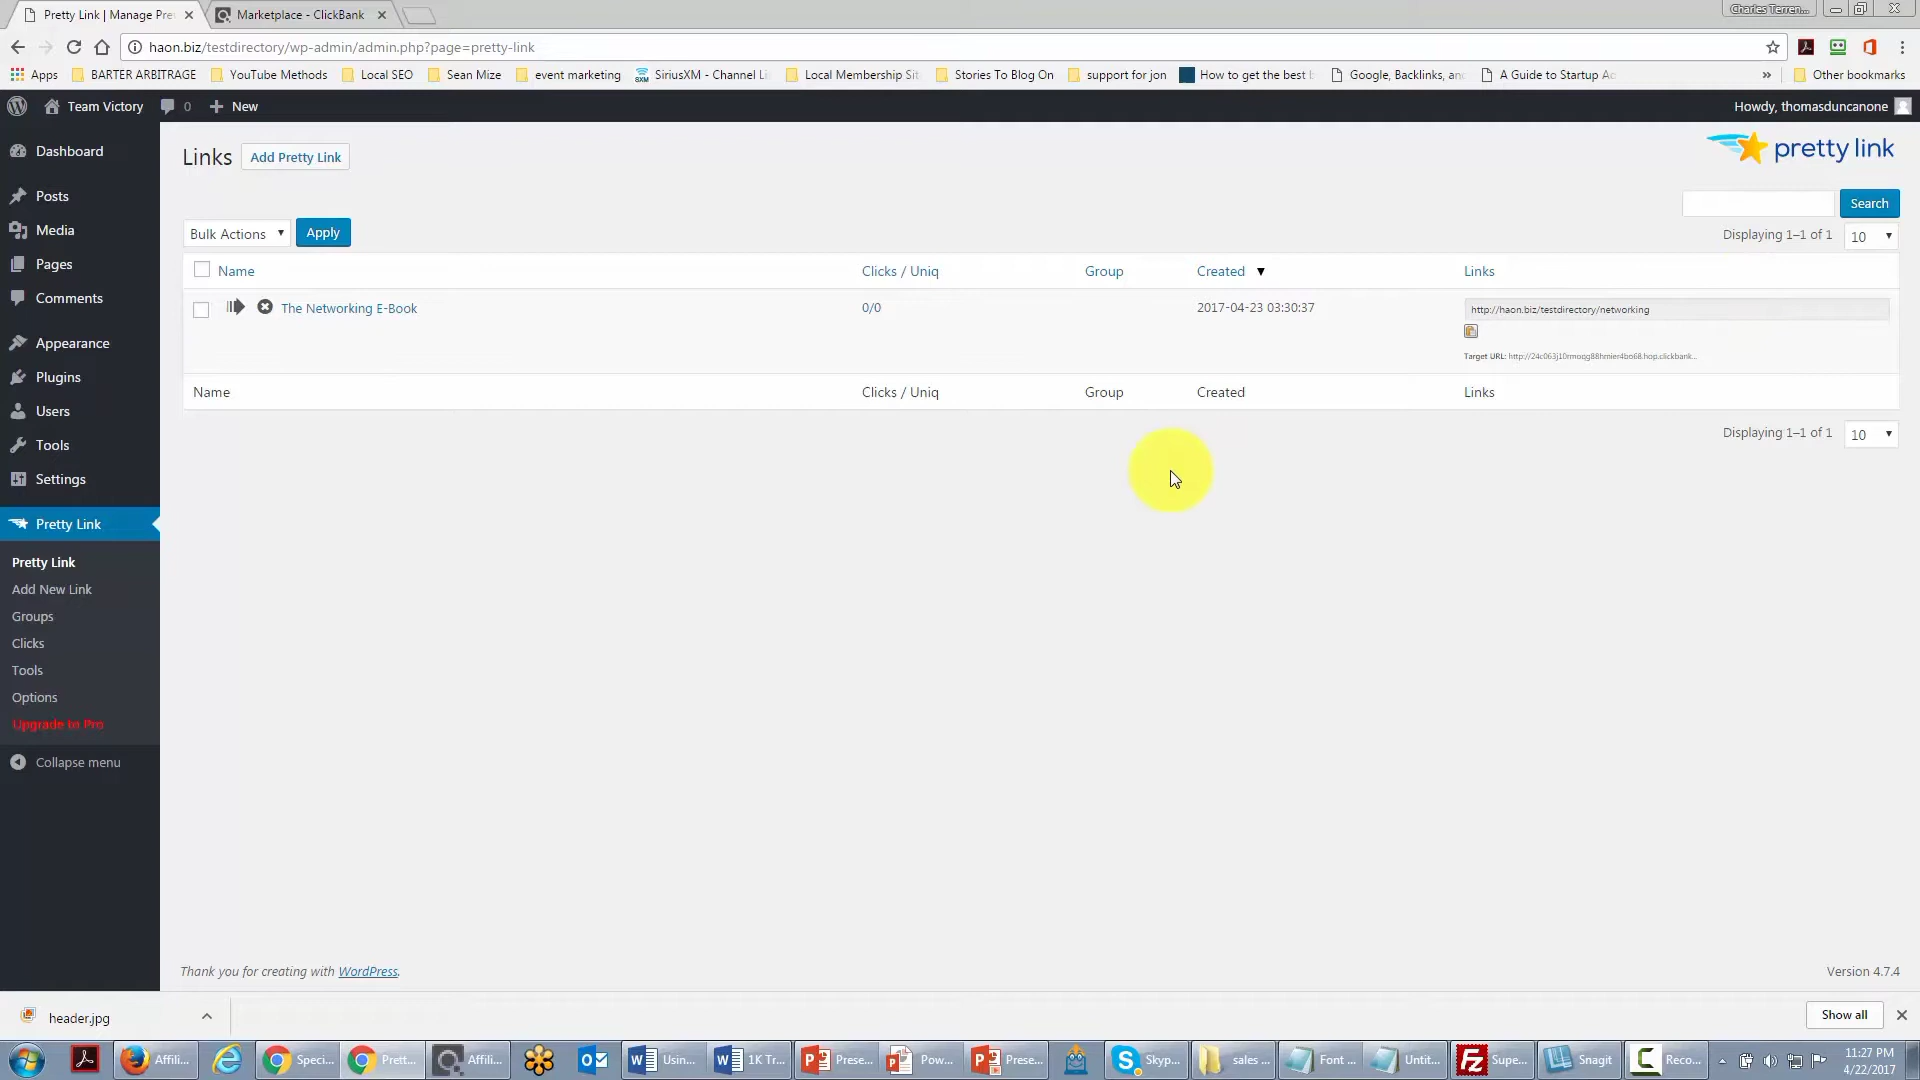 Pretty Link | Manage Pre
Marketplace - ClickBank
Charles Terren...
haon.biz/testdirectory/wp-admin/admin.php?page=pretty-link
Apps
BARTER ARBITRAGE
YouTube Methods
Local SEO
Sean Mize
event marketing
SiriusXM - Channel Li
Local Membership Sit
Stories To Blog On
support for jon
How to get the best
Google, Backlinks, an
A Guide to Startup Ac
»
Other bookmarks
Team Victory
0
New
Howdy, thomasduncanone
Dashboard
Posts
Media
Pages
Comments
Appearance
Plugins
Users
Tools
Settings
Pretty Link
Pretty Link
Add New Link
Groups
Clicks
Tools
Options
Upgrade to Pro
Collapse menu
Links
Add Pretty Link
pretty link
Search
Bulk Actions
Apply
Displaying 1–1 of 1
10
Name
Clicks / Uniq
Group
Created
Links
The Networking E-Book
0/0
2017-04-23 03:30:37
http://haon.biz/testdirectory/networking
Target URL: http://24c063j10rmoqg88hmier4bo68.hop.clickbank...
Name
Clicks / Uniq
Group
Created
Links
Displaying 1–1 of 1
10
Thank you for creating with WordPress.
Version 4.7.4
header.jpg
Show all
Affili...
Speci...
Prett...
Affili...
Usin...
1K Tr...
Prese...
Pow...
Prese...
Skyp...
sales ...
Font ...
Untit...
Supe...
Snagit
Reco...
11:27 PM
4/22/2017